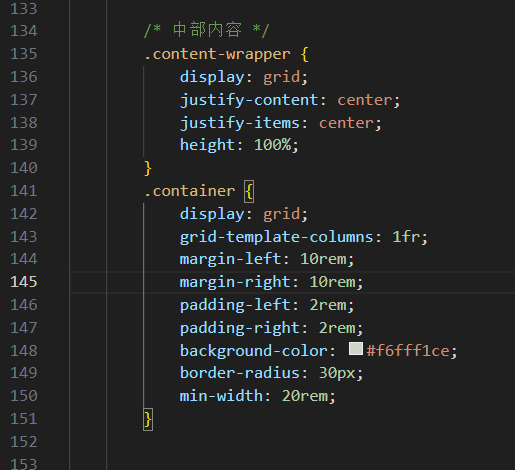 133
134 /* 中部内容 */
135 .content-wrapper {
136 display: grid;
137 justify-content: center;
138 justify-items: center;
139 height: 100%;
140 }
141 .container {
142 display: grid;
143 grid-template-columns: 1fr;
144 margin-left: 10rem;
145 margin-right: 10rem;
146 padding-left: 2rem;
147 padding-right: 2rem;
148 background-color: #f6fff1ce;
149 border-radius: 30px;
150 min-width: 20rem;
151 }
152
153